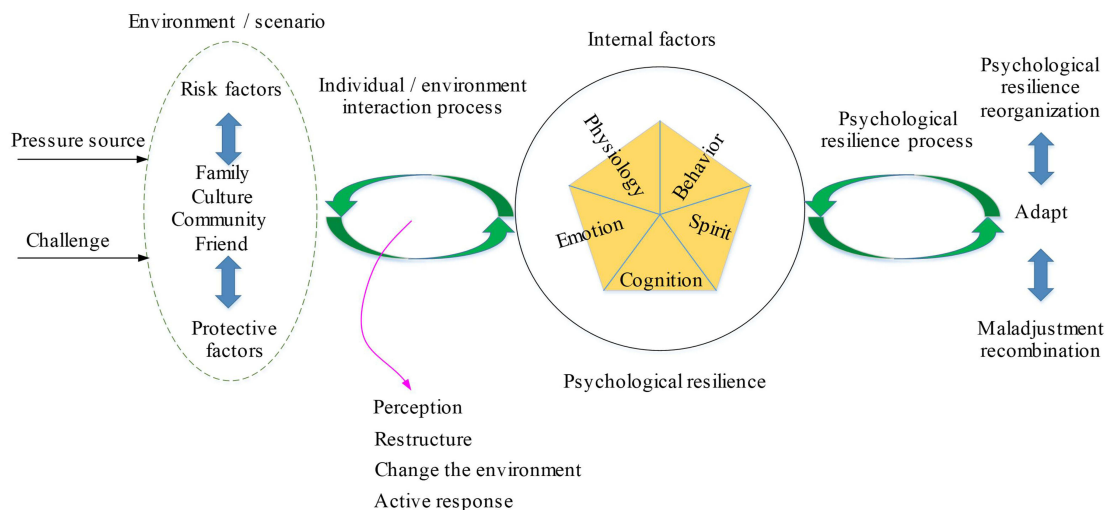 Environment / scenario
Risk factors
Pressure source
Family
Culture
Community
Friend
Challenge
Protective
factors
Individual / environment
interaction process
Perception
Restructure
Change the environment
Active response
Internal factors
Physiology
Behavior
Emotion
Spirit
Cognition
Psychological resilience
Psychological
resilience process
Psychological
resilience
reorganization
Adapt
Maladjustment
recombination